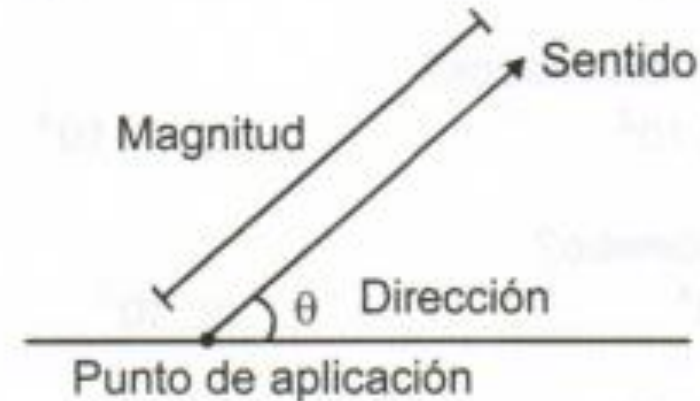 Sentido
Magnitud
θ Dirección
Punto de aplicación